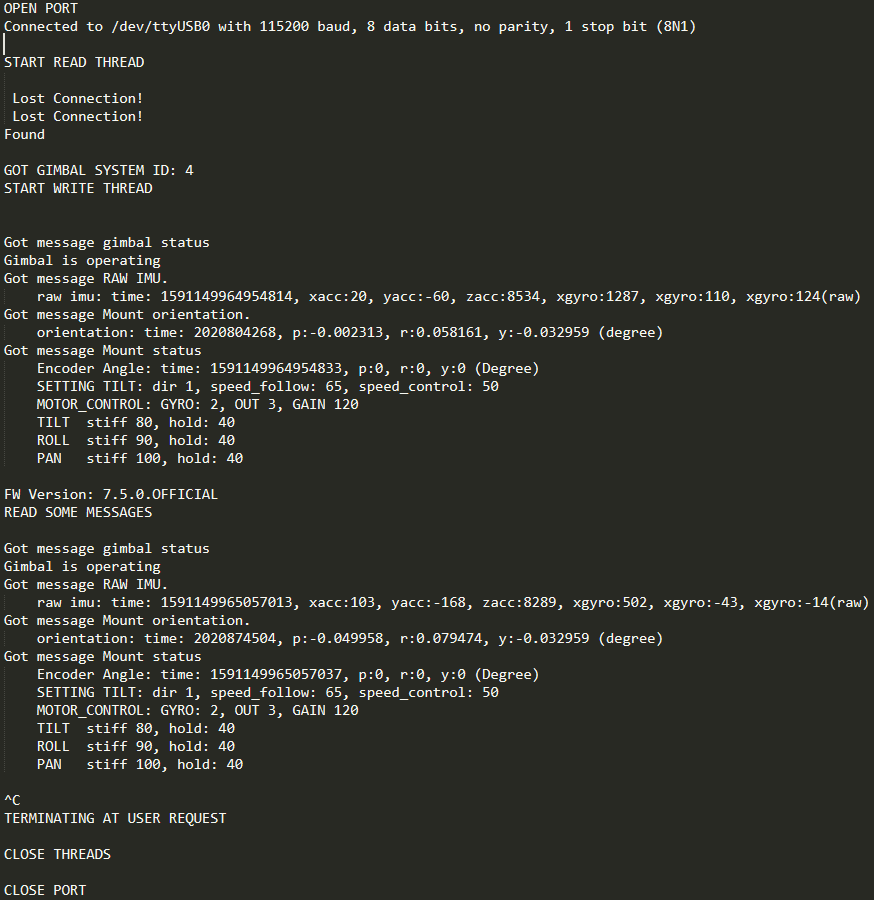 OPEN PORT
Connected to /dev/ttyUSB0 with 115200 baud, 8 data bits, no parity, 1 stop bit (8N1)
START READ THREAD
Lost Connection!
Lost Connection!
Found
GOT GIMBAL SYSTEM ID: 4
START WRITE THREAD
Got message gimbal status
Gimbal is operating
Got message RAW IMU.
raw imu: time: 1591149964954814, xacc:20, yacc:-60, zacc:8534, xgyro:1287, xgyro:110, xgyro:124(raw)
Got message Mount orientation.
orientation: time: 2020804268, p:-0.002313, r:0.058161, y:-0.032959 (degree)
Got message Mount status
Encoder Angle: time: 1591149964954833, p:0, r:0, y:0 (Degree)
SETTING TILT: dir 1, speed_follow: 65, speed_control: 50
MOTOR_CONTROL: GYRO: 2, OUT 3, GAIN 120
TILT  stiff 80, hold: 40
ROLL  stiff 90, hold: 40
PAN   stiff 100, hold: 40
FW Version: 7.5.0.OFFICIAL
READ SOME MESSAGES
Got message gimbal status
Gimbal is operating
Got message RAW IMU.
raw imu: time: 1591149965057013, xacc:103, yacc:-168, zacc:8289, xgyro:502, xgyro:-43, xgyro:-14(raw)
Got message Mount orientation.
orientation: time: 2020874504, p:-0.049958, r:0.079474, y:-0.032959 (degree)
Got message Mount status
Encoder Angle: time: 1591149965057037, p:0, r:0, y:0 (Degree)
SETTING TILT: dir 1, speed_follow: 65, speed_control: 50
MOTOR_CONTROL: GYRO: 2, OUT 3, GAIN 120
TILT  stiff 80, hold: 40
ROLL  stiff 90, hold: 40
PAN   stiff 100, hold: 40
^C
TERMINATING AT USER REQUEST
CLOSE THREADS
CLOSE PORT